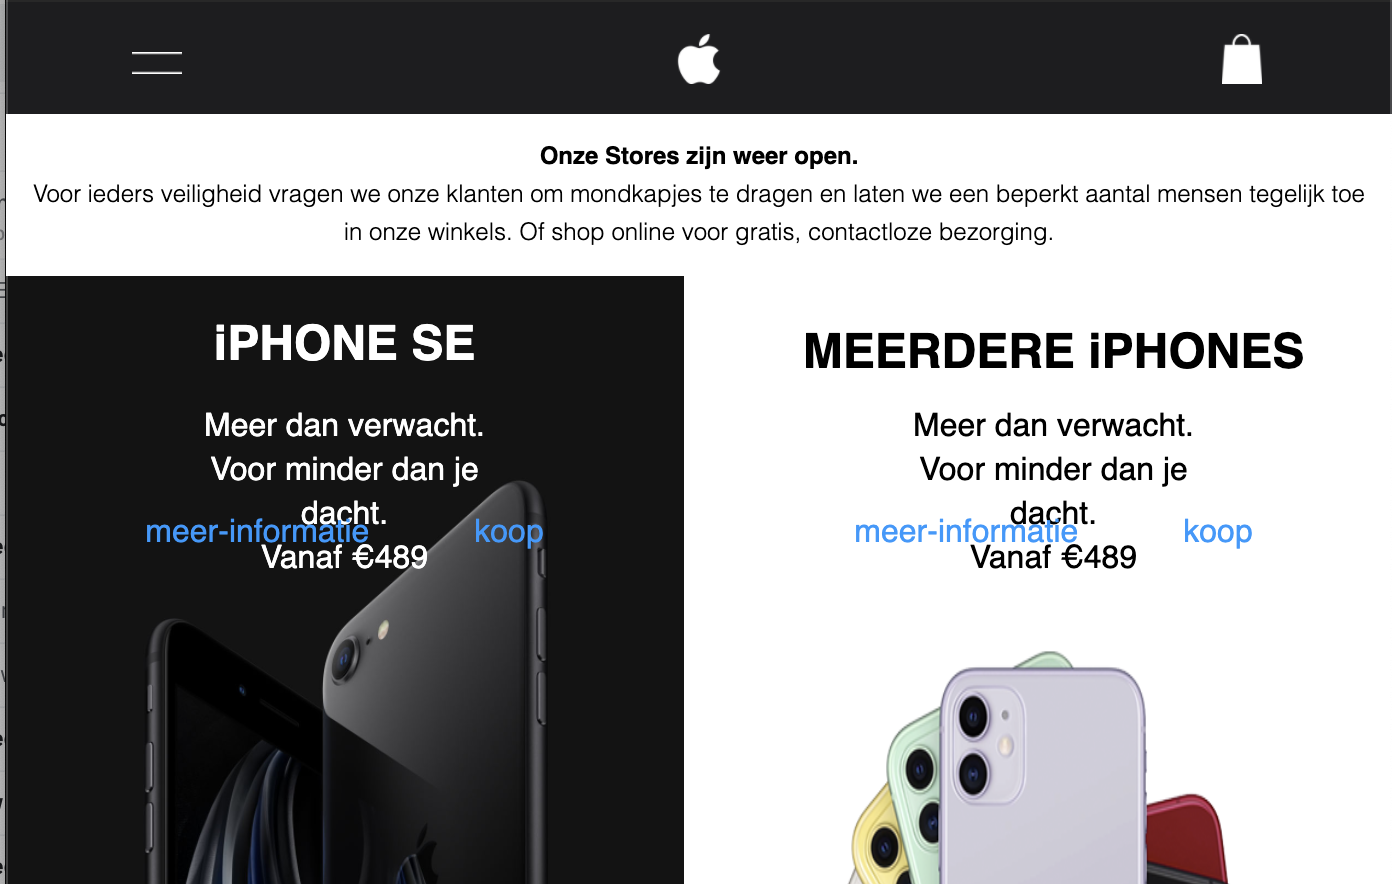 Onze Stores zijn weer open.
Voor ieders veiligheid vragen we onze klanten om mondkapjes te dragen en laten we een beperkt aantal mensen tegelijk toe
in onze winkels. Of shop online voor gratis, contactloze bezorging.
iPHONE SE
Meer dan verwacht.
Voor minder dan je
dacht.
meer-informatie
koop
Vanaf €489
MEERDERE iPHONES
Meer dan verwacht.
Voor minder dan je
dacht.
meer-informatie
koop
Vanaf €489